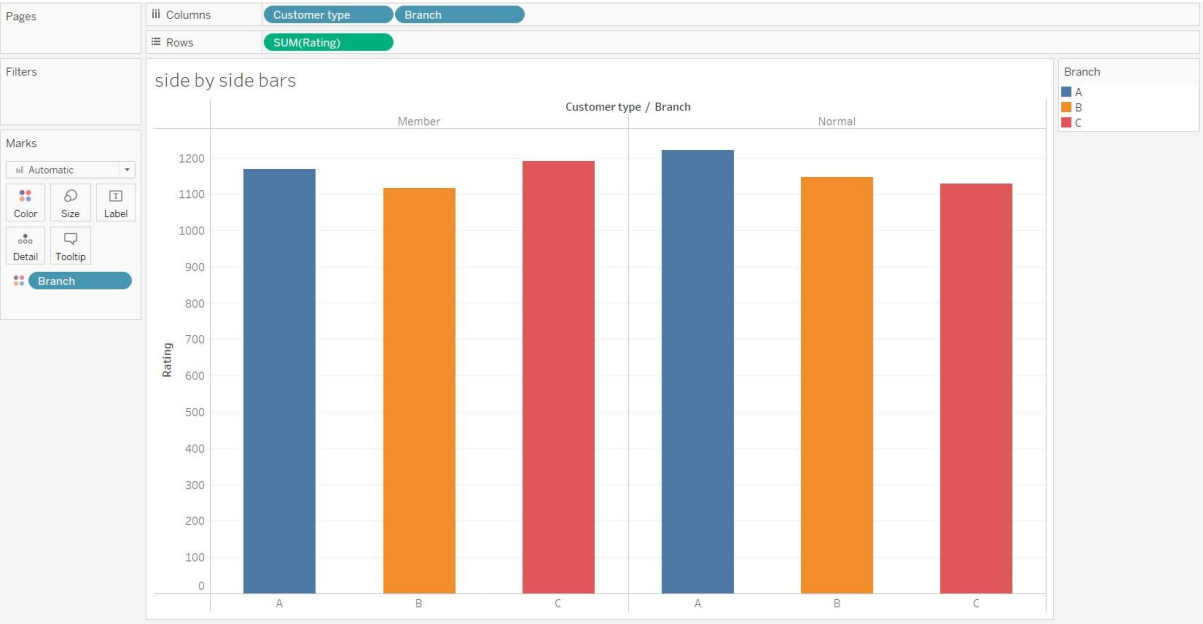 Pages
iii Columns
Customer type
Branch
Rows
SUM(Rating)
Filters
side by side bars
Branch
A
B
C
Customer type / Branch
Member
Normal
Marks
Automatic
Color
Size
Label
T
Detail
Tooltip
Branch
Rating
1200
1100
1000
900
800
700
600
500
400
300
200
100
0
A
B
C
A
B
C